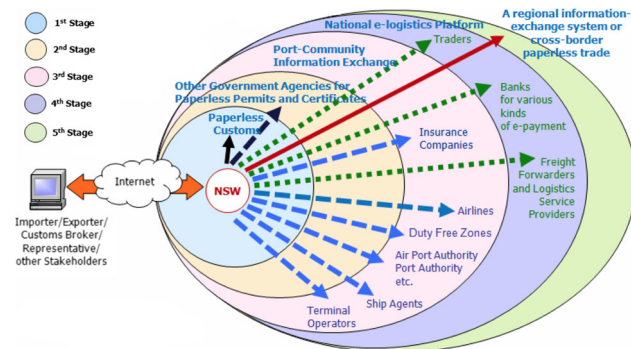 1st Stage
2nd Stage
3rd Stage
4th Stage
5th Stage
National e-logistics Platform
A regional information-
exchange system or
cross-border
paperless trade
Traders
Port-Community
Information Exchange
Other Government Agencies for
Paperless Permits and Certificates
Paperless
Customs
Banks
for various
kinds
of e-payment
Insurance
Companies
Freight
Forwarders
and Logistics
Service
Providers
Internet
NSW
Importer/Exporter/
Customs Broker/
Representative/
other Stakeholders
Airlines
Duty Free Zones
Air Port Authority
Port Authority
etc.
Ship Agents
Terminal
Operators